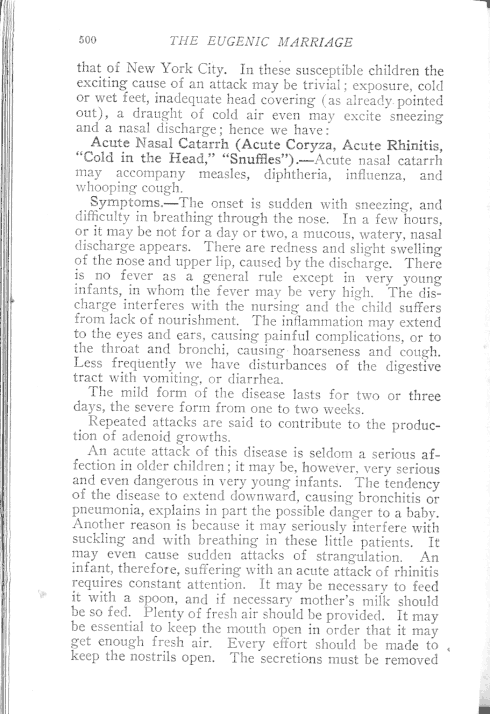 500 THE EUGENIC MARRIAGE
that of New York City. In these susceptible children the
exciting cause of an attack may be trivial; exposure, cold
or wet feet, inadequate head covering (as already pointed
out), a draught of cold air even may excite sneezing
and a nasal discharge; hence we have:
Acute Nasal Catarrh (Acute Coryza, Acute Rhinitis,
"Cold in the Head," "Snuffles").—Acute nasal catarrh
may accompany measles, diphtheria, influenza, and
whooping cough.
Symptoms.—The onset is sudden with sneezing, and
difficulty in breathing through the nose. In a few hours,
or it may be not for a day or two, a mucous, watery, nasal
discharge appears. There are redness and slight swelling
of the nose and upper lip, caused by the discharge. There
is no fever as a general rule except in very young
infants, in whom the fever may be very high. The dis-
charge interferes with the nursing and the child suffers
from lack of nourishment. The inflammation may extend
to the eyes and ears, causing painful complications, or to
the throat and bronchi, causing hoarseness and cough.
Less frequently we have disturbances of the digestive
tract with vomiting, or diarrhea.
The mild form of the disease lasts for two or three
days, the severe form from one to two weeks.
Repeated attacks are said to contribute to the produc-
tion of adenoid growths.
An acute attack of this disease is seldom a serious af-
fection in older children; it may be, however, very serious
and even dangerous in very young infants. The tendency
of the disease to extend downward, causing bronchitis or
pneumonia, explains in part the possible danger to a baby.
Another reason is because it may seriously interfere with
suckling and with breathing in these little patients. It
may even cause sudden attacks of strangulation. An
infant, therefore, suffering with an acute attack of rhinitis
requires constant attention. It may be necessary to feed
it with a spoon, and if necessary mother's milk should
be so fed. Plenty of fresh air should be provided. It may
be essential to keep the mouth open in order that it may
get enough fresh air. Every effort should be made to
keep the nostrils open. The secretions must be removed